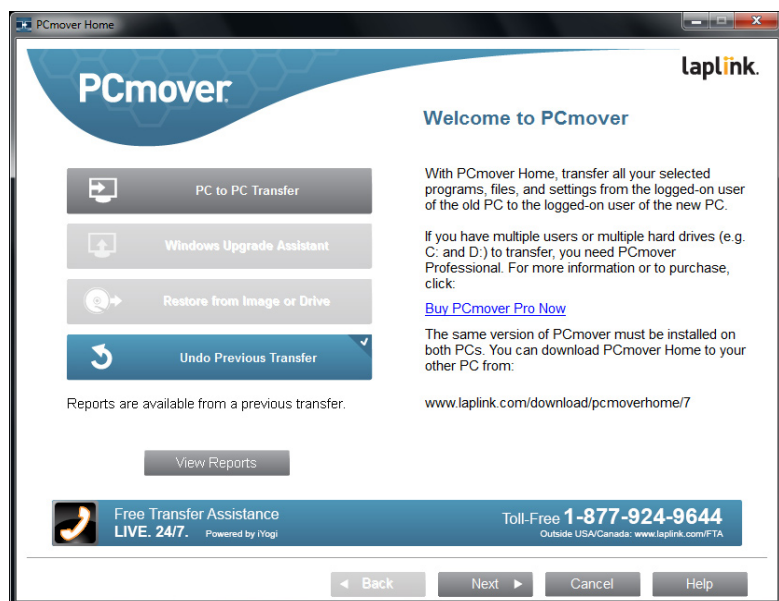 PCmover Home
PCmover
laplink.
Welcome to PCmover
PC to PC Transfer
Windows Upgrade Assistant
Restore from Image or Drive
Undo Previous Transfer
Reports are available from a previous transfer.
View Reports
With PCmover Home, transfer all your selected
programs, files, and settings from the logged-on user
of the old PC to the logged-on user of the new PC.
If you have multiple users or multiple hard drives (e.g.
C: and D:) to transfer, you need PCmover
Professional. For more information or to purchase,
click:
Buy PCmover Pro Now
The same version of PCmover must be installed on
both PCs. You can download PCmover Home to your
other PC from:
www.laplink.com/download/pcmoverhome/7
Free Transfer Assistance
LIVE. 24/7. Powered by iYogi
Toll-Free 1-877-924-9644
Outside USA/Canada: www.laplink.com/FTA
Back
Next
Cancel
Help